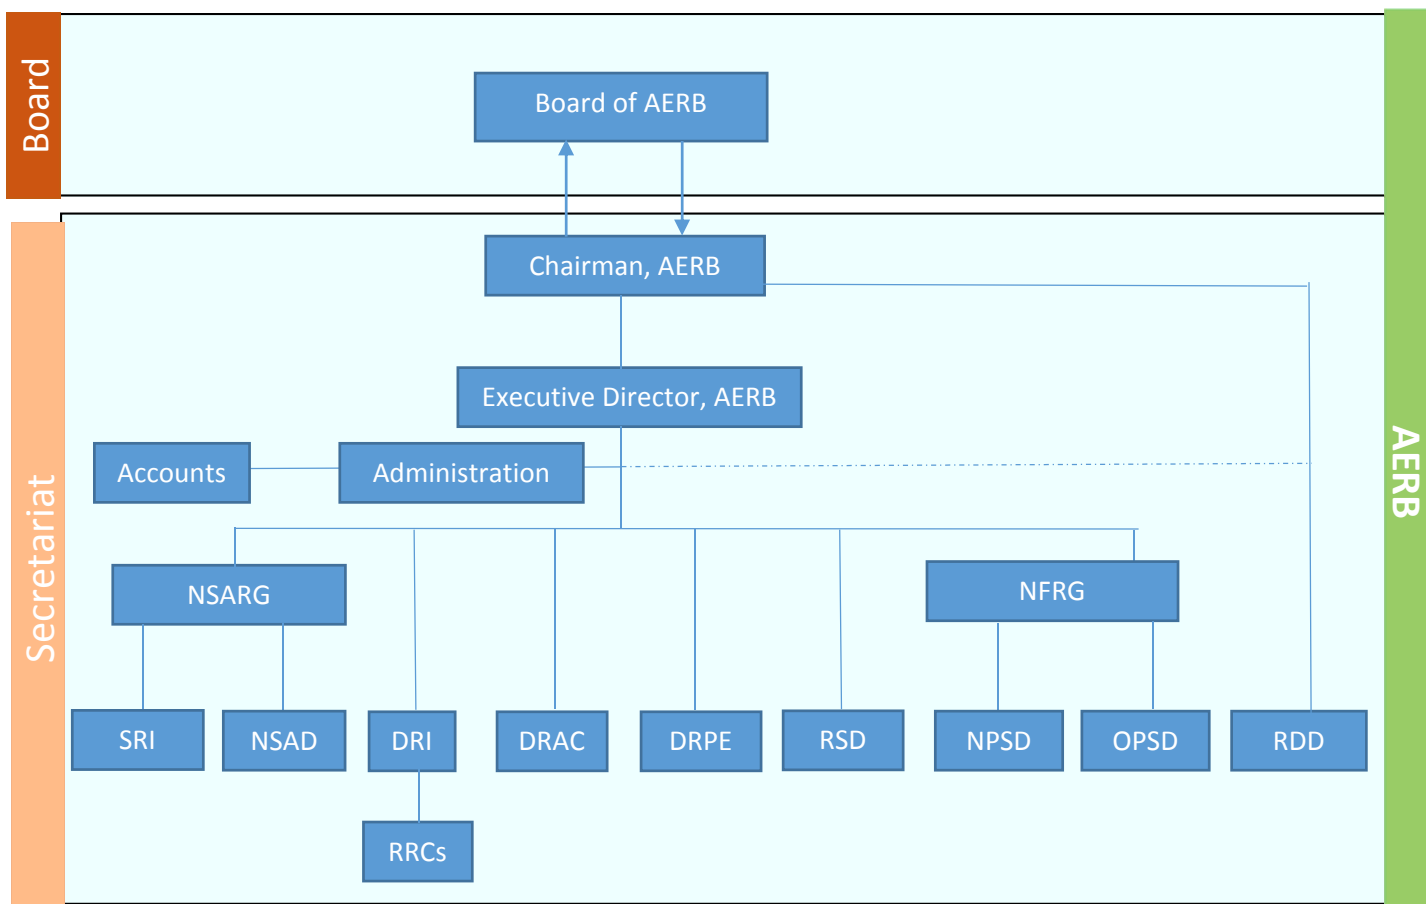 Board
Board of AERB
AERB
Secretariat
Chairman, AERB
Executive Director, AERB
Accounts
Administration
NSARG
NFRG
SRI
NSAD
DRI
DRAC
DRPE
RSD
NPSD
OPSD
RDD
RRCs